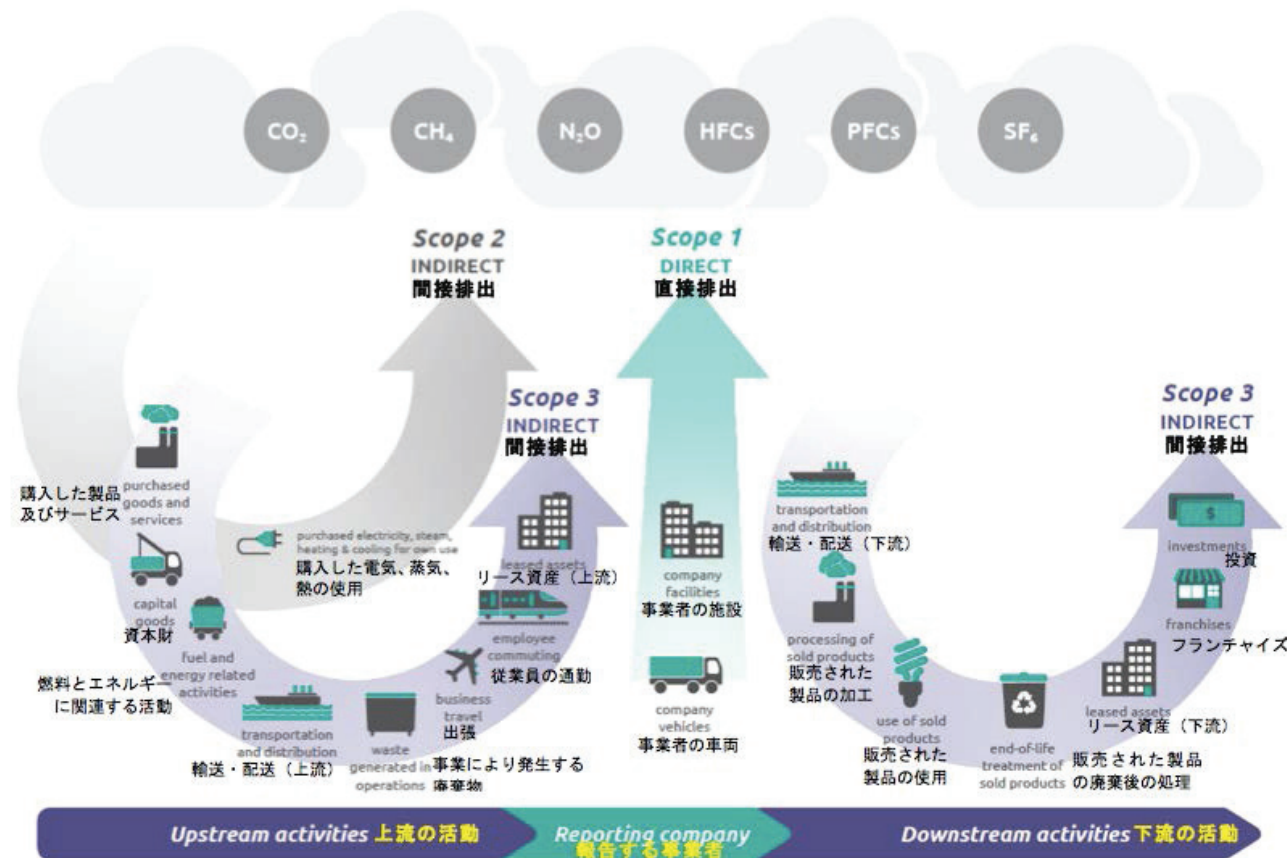 CO₂
CH₄
N₂O
HFCs
PFCs
SF₆
Scope 2
INDIRECT
間接排出
Scope 1
DIRECT
直接排出
Scope 3
INDIRECT
間接排出
Scope 3
INDIRECT
間接排出
purchased
goods and
services
購入した製品
及びサービス
capital
goods
資本財
fuel and
energy related
activities
燃料とエネルギー
に関連する活動
purchased electricity, steam,
heating & cooling for own use
購入した電気、蒸気、
熱の使用
transportation
and distribution
輸送・配送（上流）
waste
generated in
operations
事業により発生する
廃棄物
business
travel
出張
employee
commuting
従業員の通勤
leased assets
リース資産（上流）
company
facilities
事業者の施設
company
vehicles
事業者の車両
transportation
and distribution
輸送・配送（下流）
processing of
sold products
販売された
製品の加工
use of sold
products
販売された
製品の使用
end-of-life
treatment of
sold products
販売された製品
の廃棄後の処理
leased assets
リース資産（下流）
franchises
フランチャイズ
$
investments
投資
Upstream activities 上流の活動
Reporting company
報告する事業者
Downstream activities 下流の活動